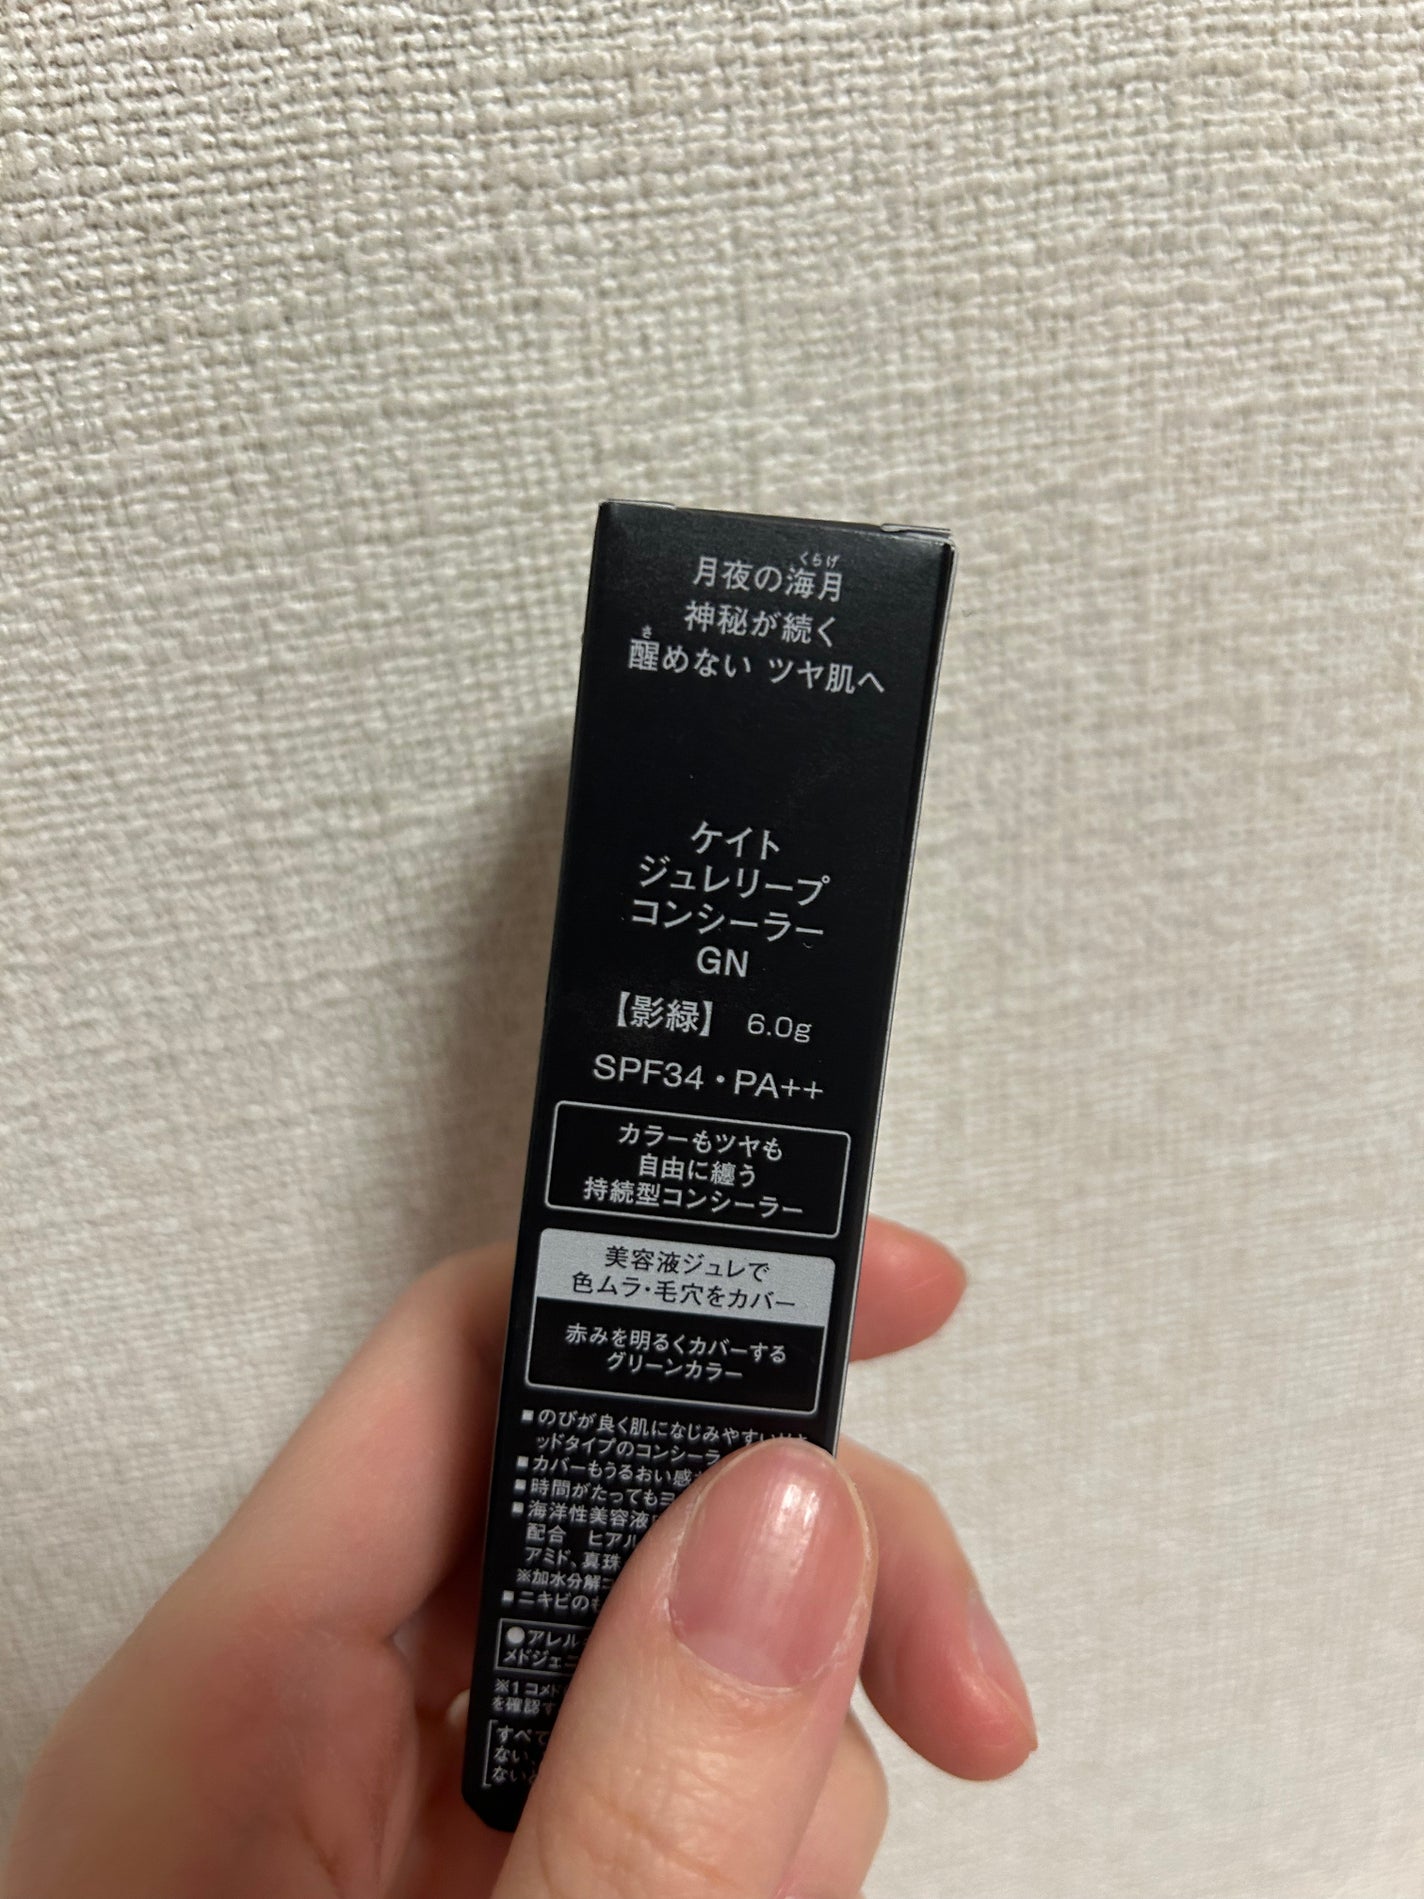 くらげ
月夜の海月
神秘が続く
さ
醒めない ツヤ肌へ
ケイト
ジュレリープ
コンシーラー
GN
【影緑】 6.0g
SPF34・PA++
カラーもツヤも
自由に纏う
持続型コンシーラー
美容液ジュレで
色ムラ・毛穴をカバー
赤みを明るくカバーする
グリーンカラー
■のびが良く肌になじみやすい
ッドタイプのコンシーラ
■カバーもうるおい感
■時間がたってもヨ
■海洋性美容液
配合 ヒアル
アミド、真珠
※加水分解コ
■ニキビのも
●アレル
メドジェニ
※1 コメド
を確認す
すべて
ない、
ない